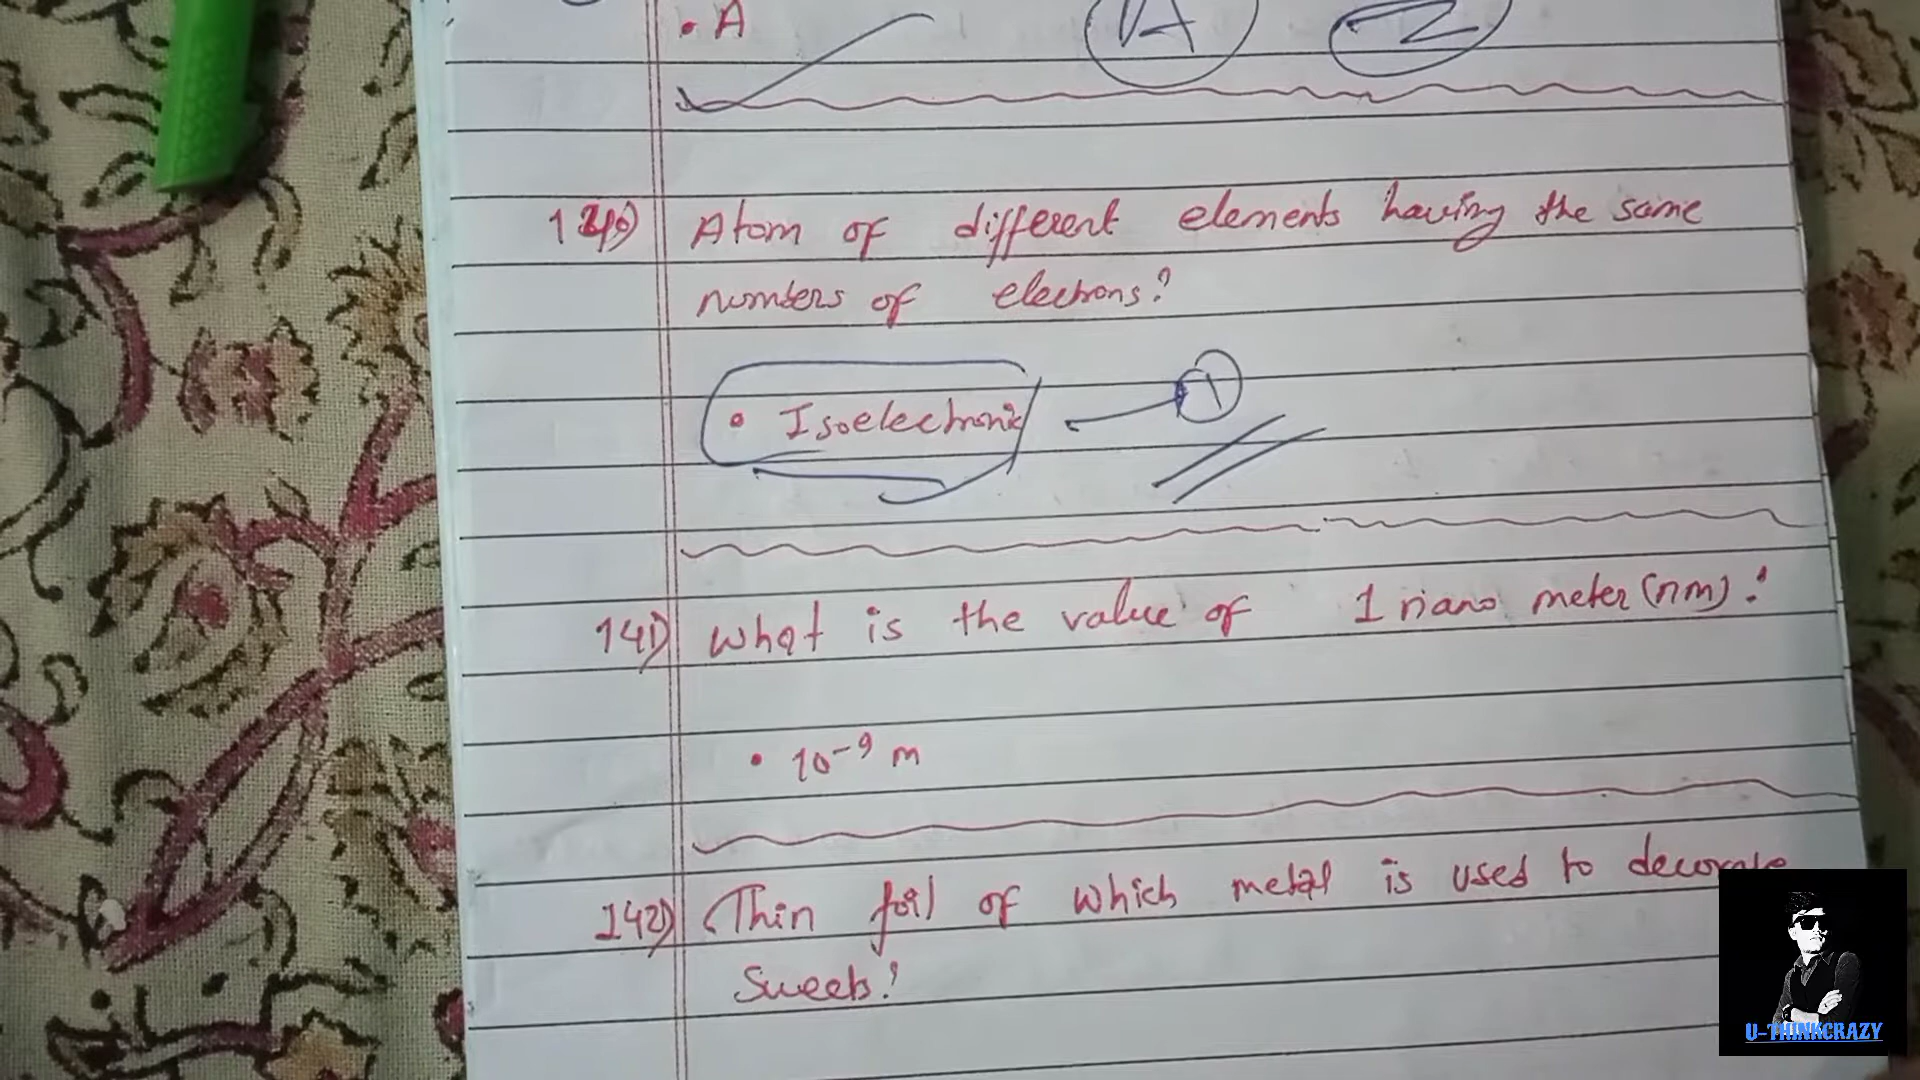 • A A Z
140) Atom of different elements having the same
numbers of electrons?
• Isoelectronic 1
141) What is the value of 1 nano meter (nm)?
• 10⁻⁹ m
142) Thin foil of which metal is used to decorate
Sweets?
U-THINKCRAZY